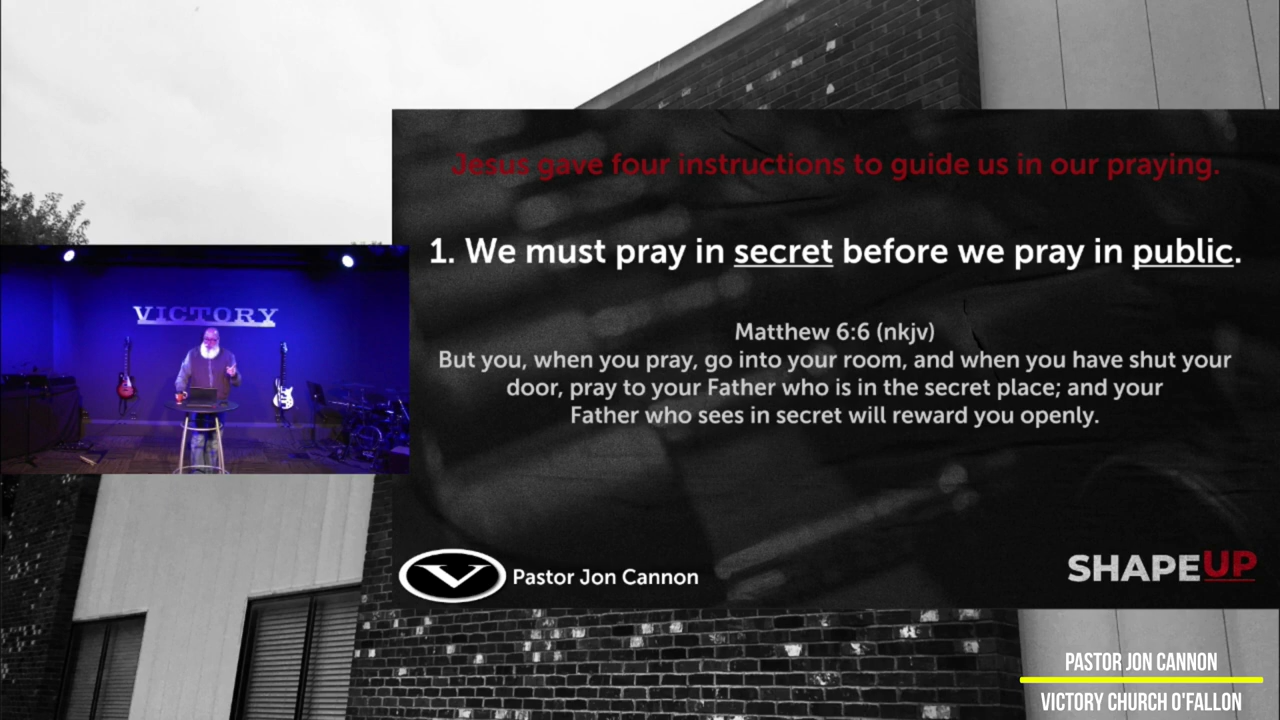 Jesus gave four instructions to guide us in our praying.
1. We must pray in secret before we pray in public.
Matthew 6:6 (nkjv)
But you, when you pray, go into your room, and when you have shut your
door, pray to your Father who is in the secret place; and your
Father who sees in secret will reward you openly.
VICTORY
V Pastor Jon Cannon
SHAPEUP
PASTOR JON CANNON
VICTORY CHURCH O'FALLON